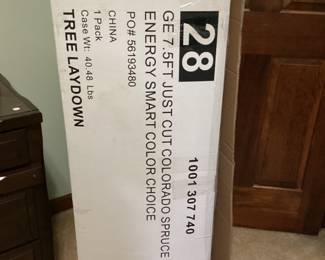 28
GE 7.5FT JUST CUT COLORADO SPRUCE
ENERGY SMART COLOR CHOICE
PO# 56193480
CHINA
1 Pack
Case Wt: 40.48 Lbs
TREE LAYDOWN
1001 307 740